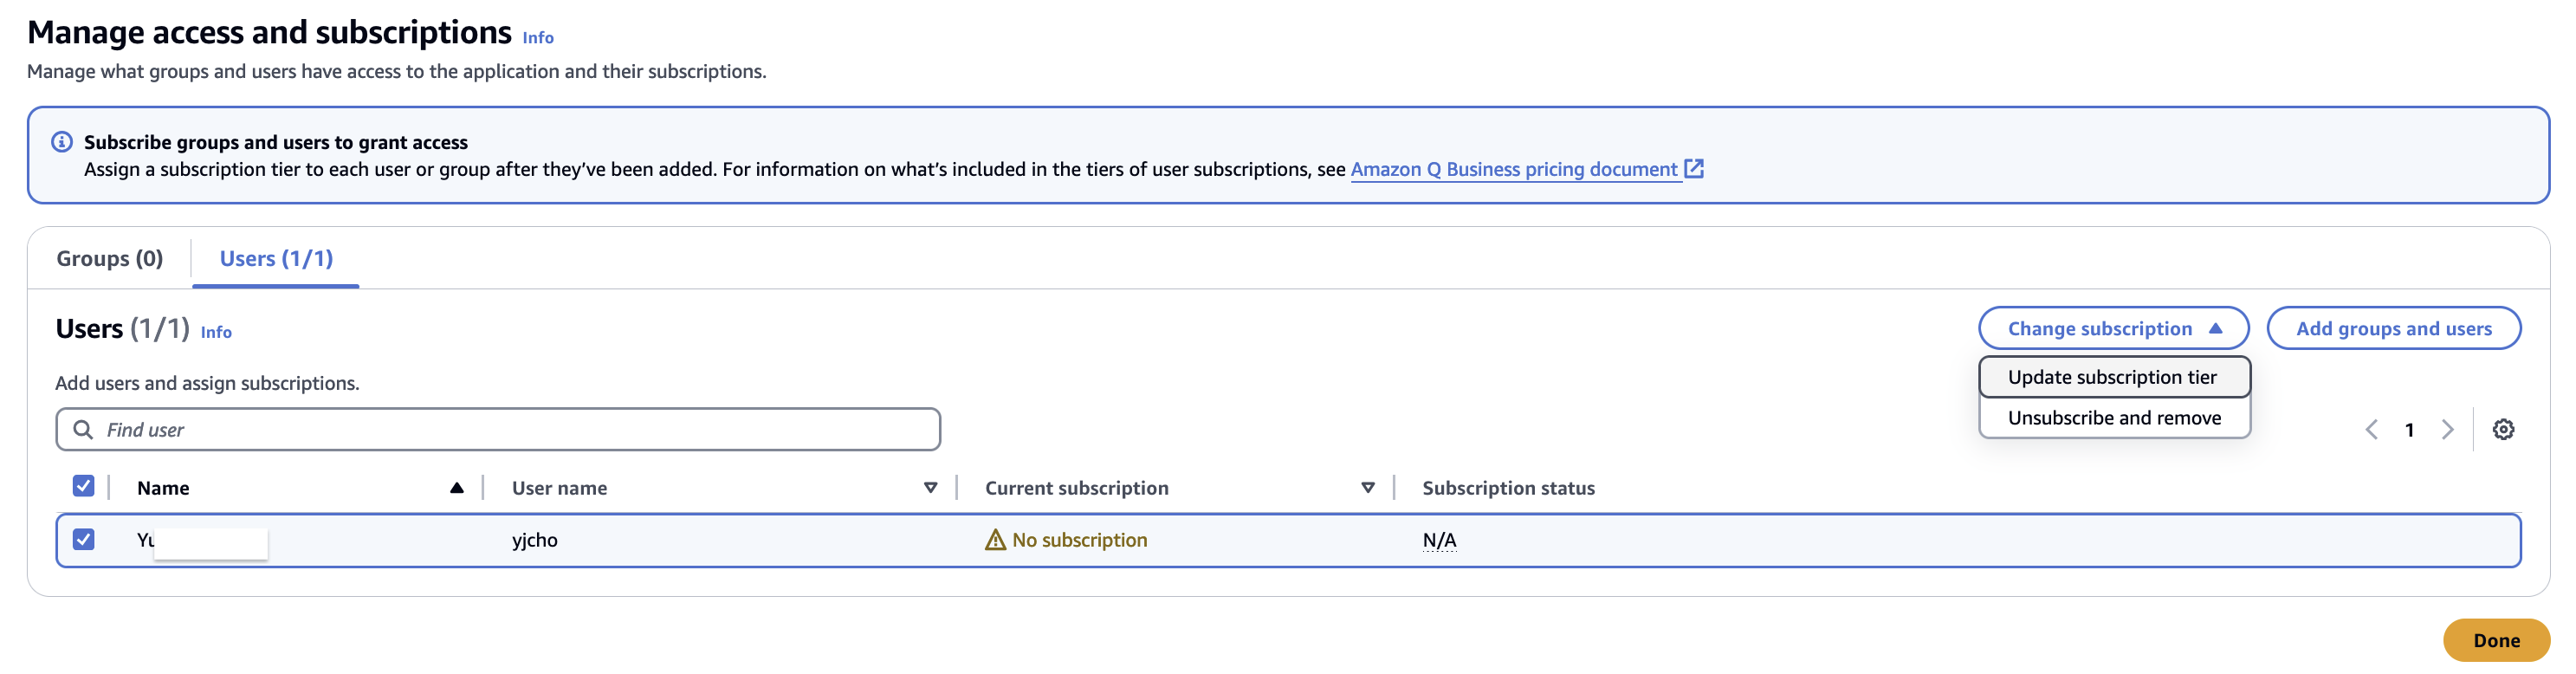 Manage access and subscriptions Info
Manage what groups and users have access to the application and their subscriptions.
Subscribe groups and users to grant access
Assign a subscription tier to each user or group after they’ve been added. For information on what’s included in the tiers of user subscriptions, see Amazon Q Business pricing document
Groups (0) Users (1/1)
Users (1/1) Info
Change subscription Add groups and users
Update subscription tier
Unsubscribe and remove
Add users and assign subscriptions.
Find user
1
Name User name Current subscription Subscription status
Yu yjcho No subscription N/A
Done